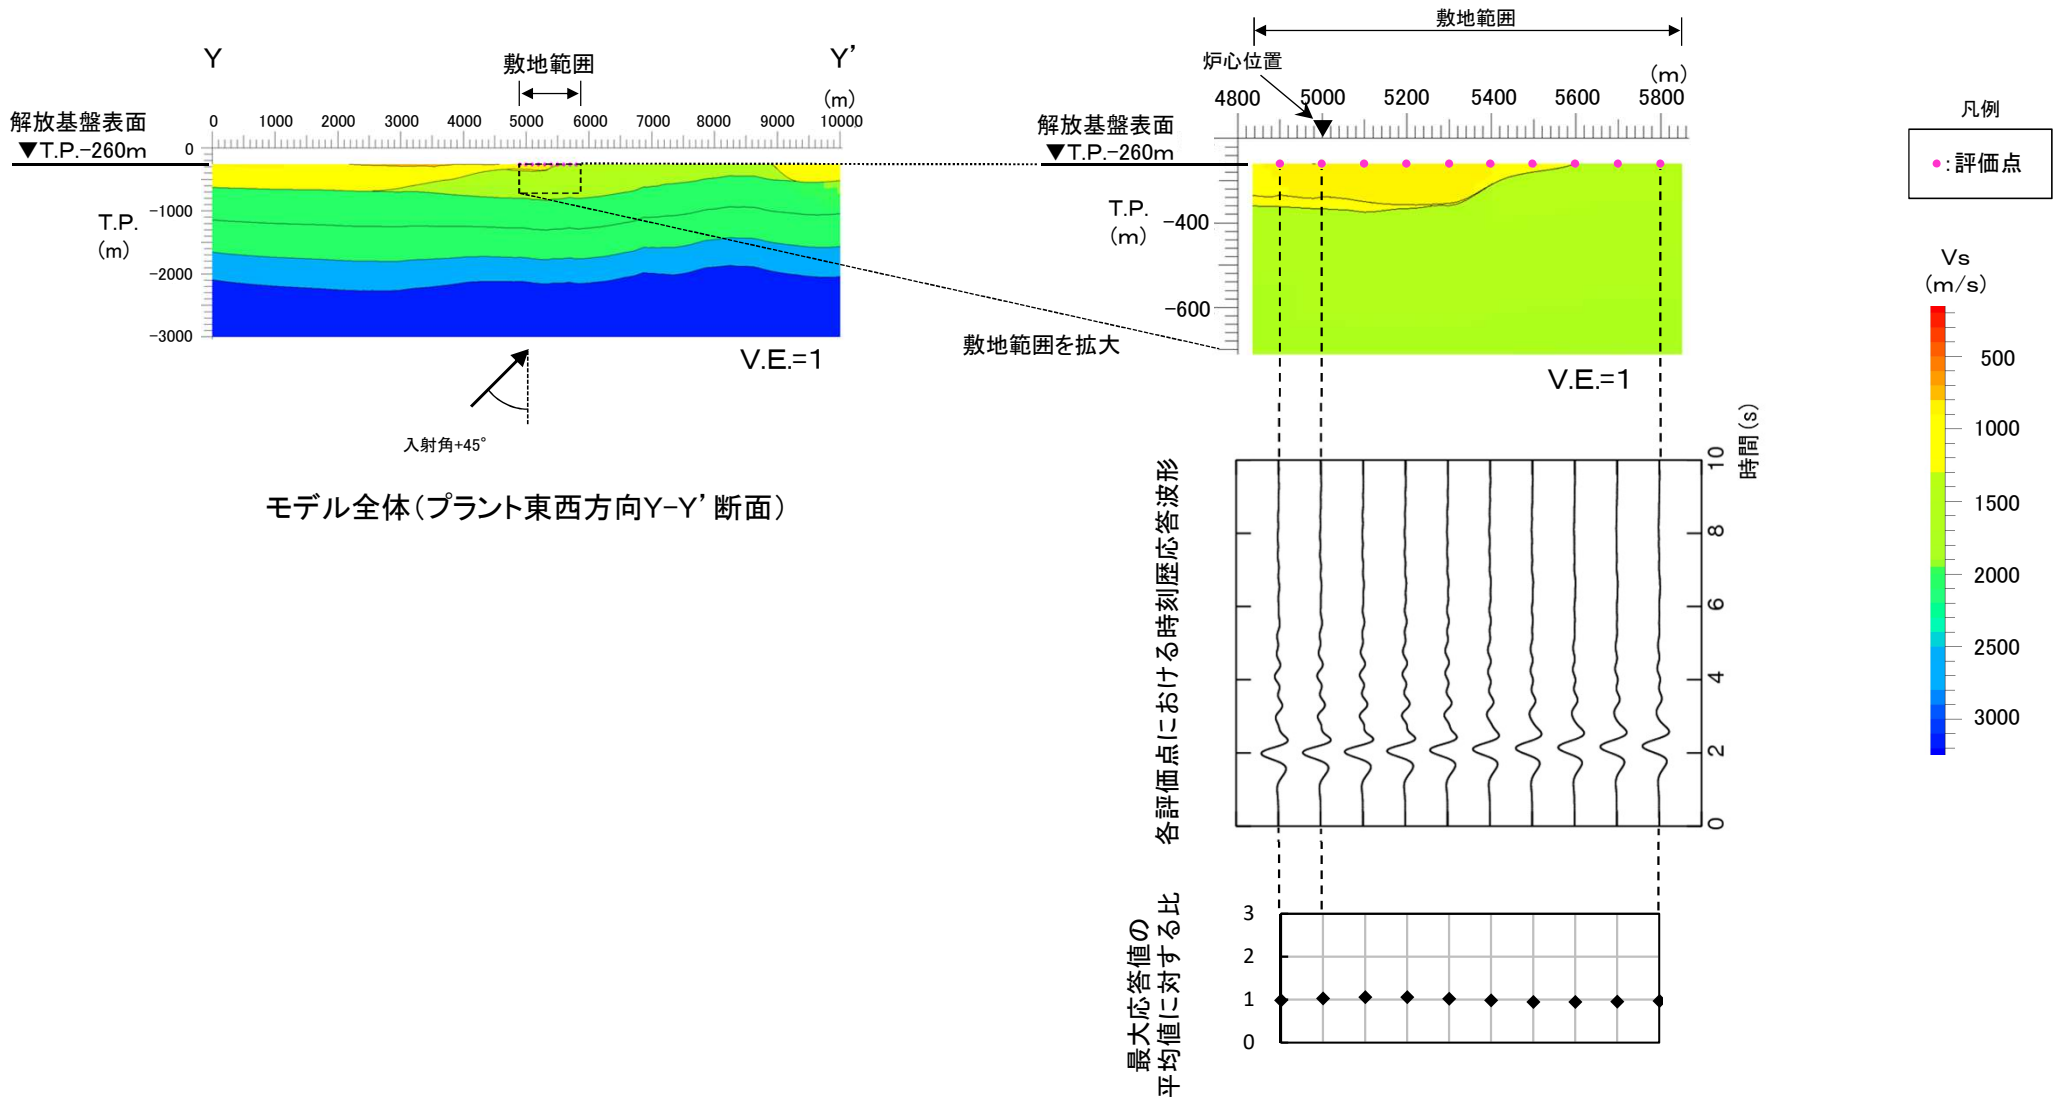 Y
Y’
敷地範囲
(m)
解放基盤表面
▼T.P.-260m
0 1000 2000 3000 4000 5000 6000 7000 8000 9000 10000
0
-1000
-2000
-3000
T.P.
(m)
V.E.=1
入射角+45°
モデル全体(プラント東西方向Y-Y’断面)
敷地範囲
炉心位置
(m)
4800 5000 5200 5400 5600 5800
解放基盤表面
▼T.P.-260m
T.P.
(m)
-400
-600
敷地範囲を拡大
V.E.=1
凡例
●:評価点
Vs
(m/s)
500
1000
1500
2000
2500
3000
各評価点における時刻歴応答波形
時間(s)
10
8
6
4
2
0
最大応答値の
平均値に対する比
3
2
1
0